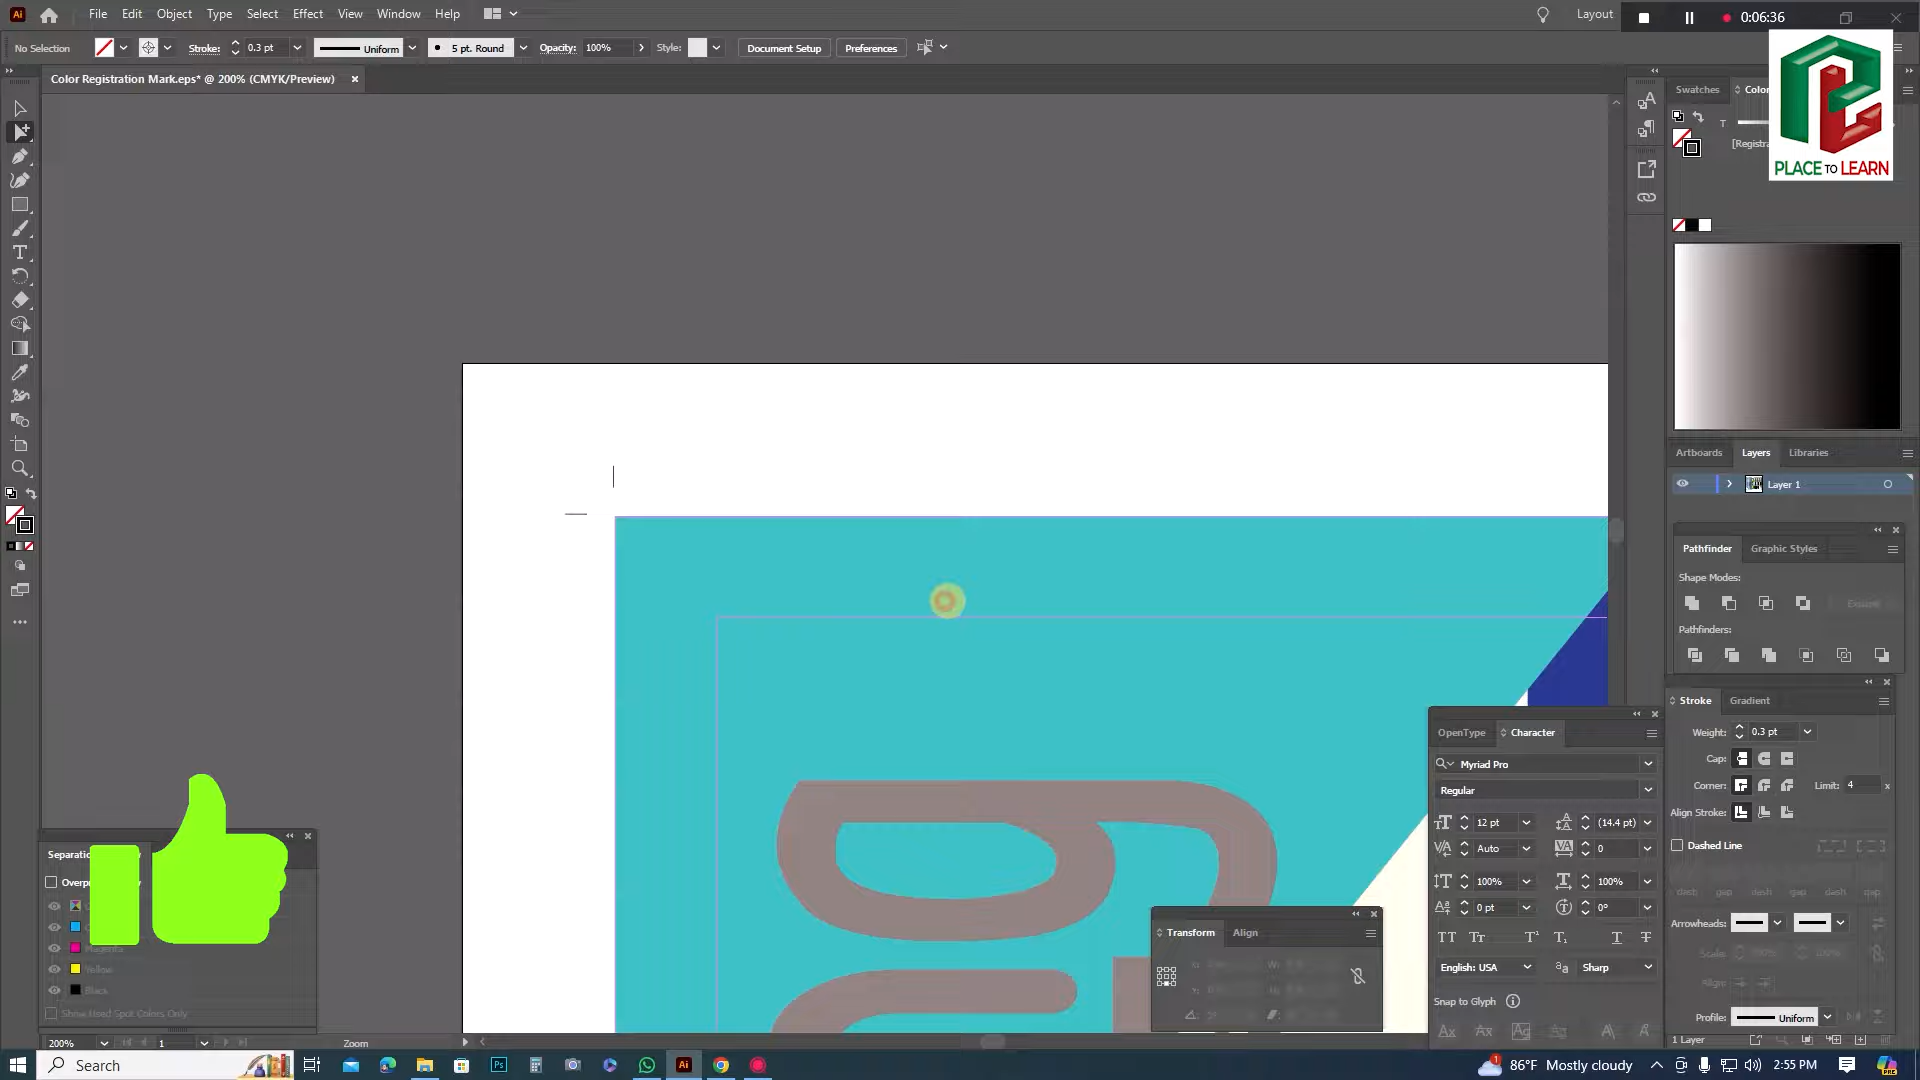 File Edit Object Type Select Effect View Window Help
Layout
0:06:36
No Selection
Stroke: 0.3 pt
Uniform
5 pt. Round
Opacity: 100%
Style:
Document Setup
Preferences
Color Registration Mark.eps* @ 200% (CMYK/Preview)
Swatches
T
PLACE TO LEARN
Artboards Layers Libraries
Layer 1
Pathfinder Graphic Styles
Shape Modes:
Expand
Pathfinders:
Stroke Gradient
Weight: 0.3 pt
Cap:
Corner: Limit: 4 x
Align Stroke:
Dashed Line
dash gap dash gap dash gap
Arrowheads:
Scale: 100% 100%
Align:
Profile: Uniform
1 Layer
OpenType Character
Myriad Pro
Regular
12 pt (14.4 pt)
Auto 0
100% 100%
0 pt 0°
English: USA Sharp
Snap to Glyph
Transform Align
X: W:
Y: H:
Magenta
Yellow
Black
Show Used Spot Colors Only
200% 1 Zoom
Search
86°F Mostly cloudy
2:55 PM